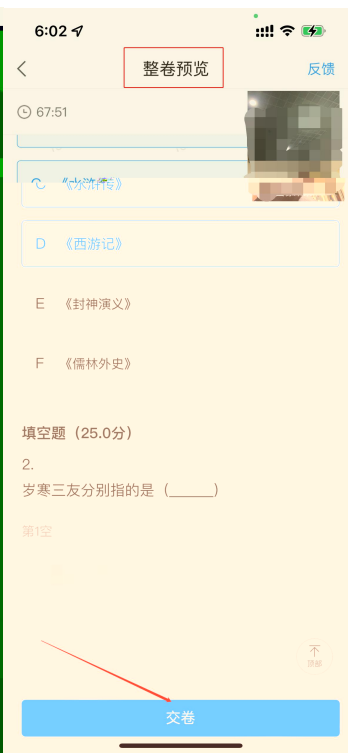 6:02
整卷预览
反馈
67:51
C 《水浒传》
D 《西游记》
E 《封神演义》
F 《儒林外史》
填空题（25.0分）
2.
岁寒三友分别指的是（_____）
第1空
顶部
交卷